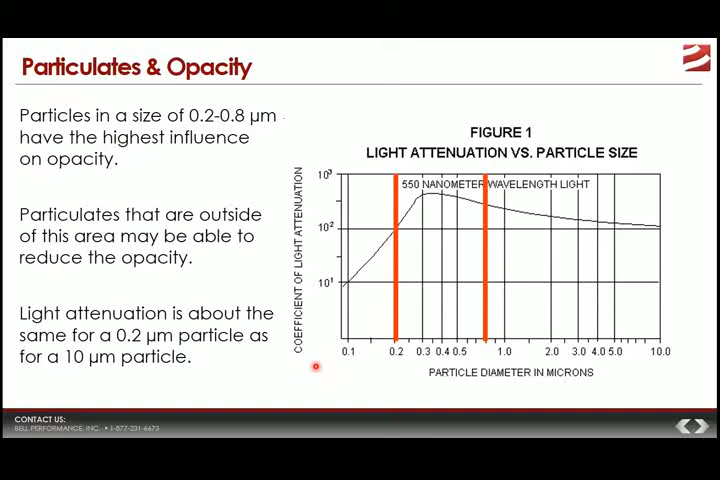 Particulates & Opacity
Particles in a size of 0.2-0.8 µm
have the highest influence
on opacity.
Particulates that are outside
of this area may be able to
reduce the opacity.
Light attenuation is about the
same for a 0.2 µm particle as
for a 10 µm particle.
FIGURE 1
LIGHT ATTENUATION VS. PARTICLE SIZE
COEFFICIENT OF LIGHT ATTENUATION
10³
10²
10¹
550 NANOMETER WAVELENGTH LIGHT
0.1 0.2 0.3 0.4 0.5 1.0 2.0 3.0 4.0 5.0 10.0
PARTICLE DIAMETER IN MICRONS
CONTACT US:
BELL PERFORMANCE, INC. • 1-877-231-6673